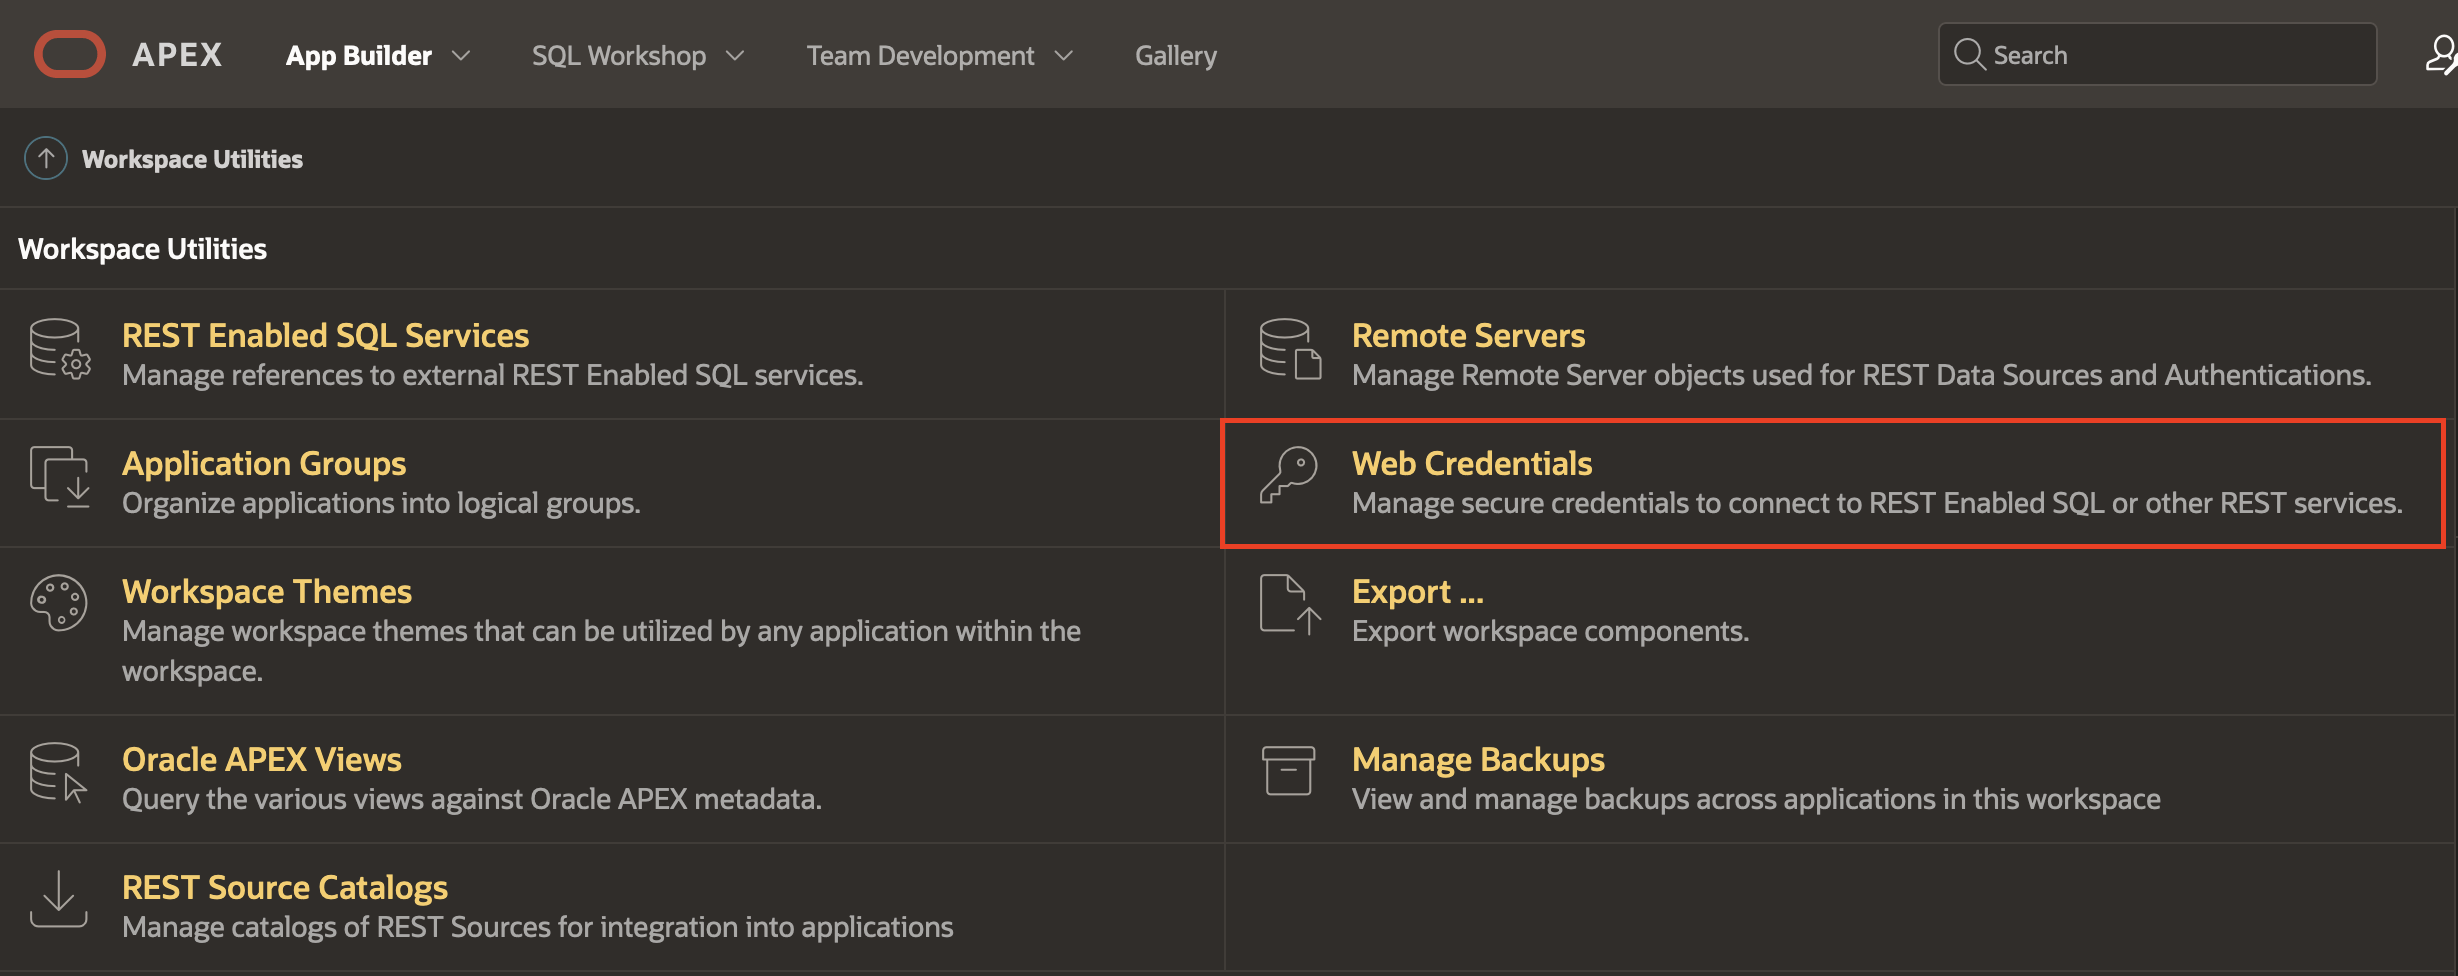 APEX App Builder SQL Workshop Team Development Gallery Search
Workspace Utilities
Workspace Utilities
REST Enabled SQL Services
Manage references to external REST Enabled SQL services.
Remote Servers
Manage Remote Server objects used for REST Data Sources and Authentications.
Application Groups
Organize applications into logical groups.
Web Credentials
Manage secure credentials to connect to REST Enabled SQL or other REST services.
Workspace Themes
Manage workspace themes that can be utilized by any application within the
workspace.
Export ...
Export workspace components.
Oracle APEX Views
Query the various views against Oracle APEX metadata.
Manage Backups
View and manage backups across applications in this workspace
REST Source Catalogs
Manage catalogs of REST Sources for integration into applications